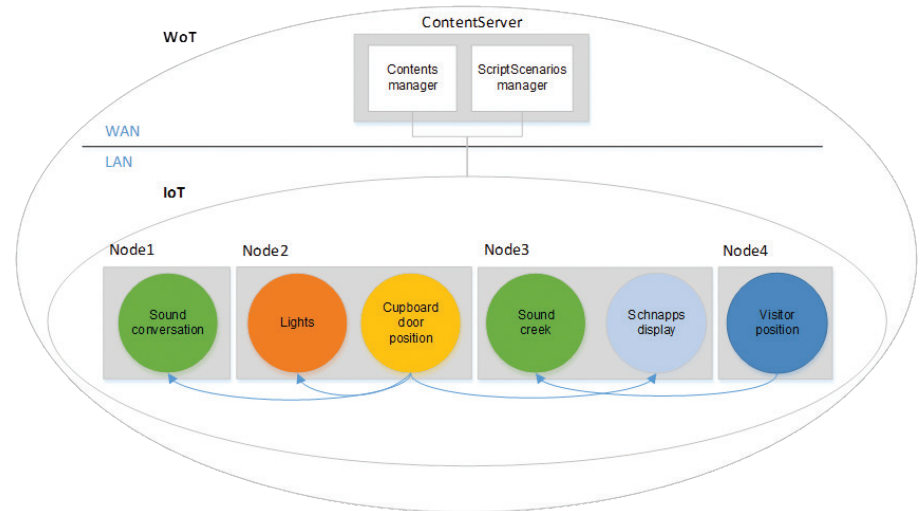 ContentServer
WoT
Contents
manager
ScriptScenarios
manager
WAN
LAN
IoT
Node1
Node2
Node3
Node4
Sound
conversation
Lights
Cupboard
door
position
Sound
creek
Schnapps
display
Visitor
position